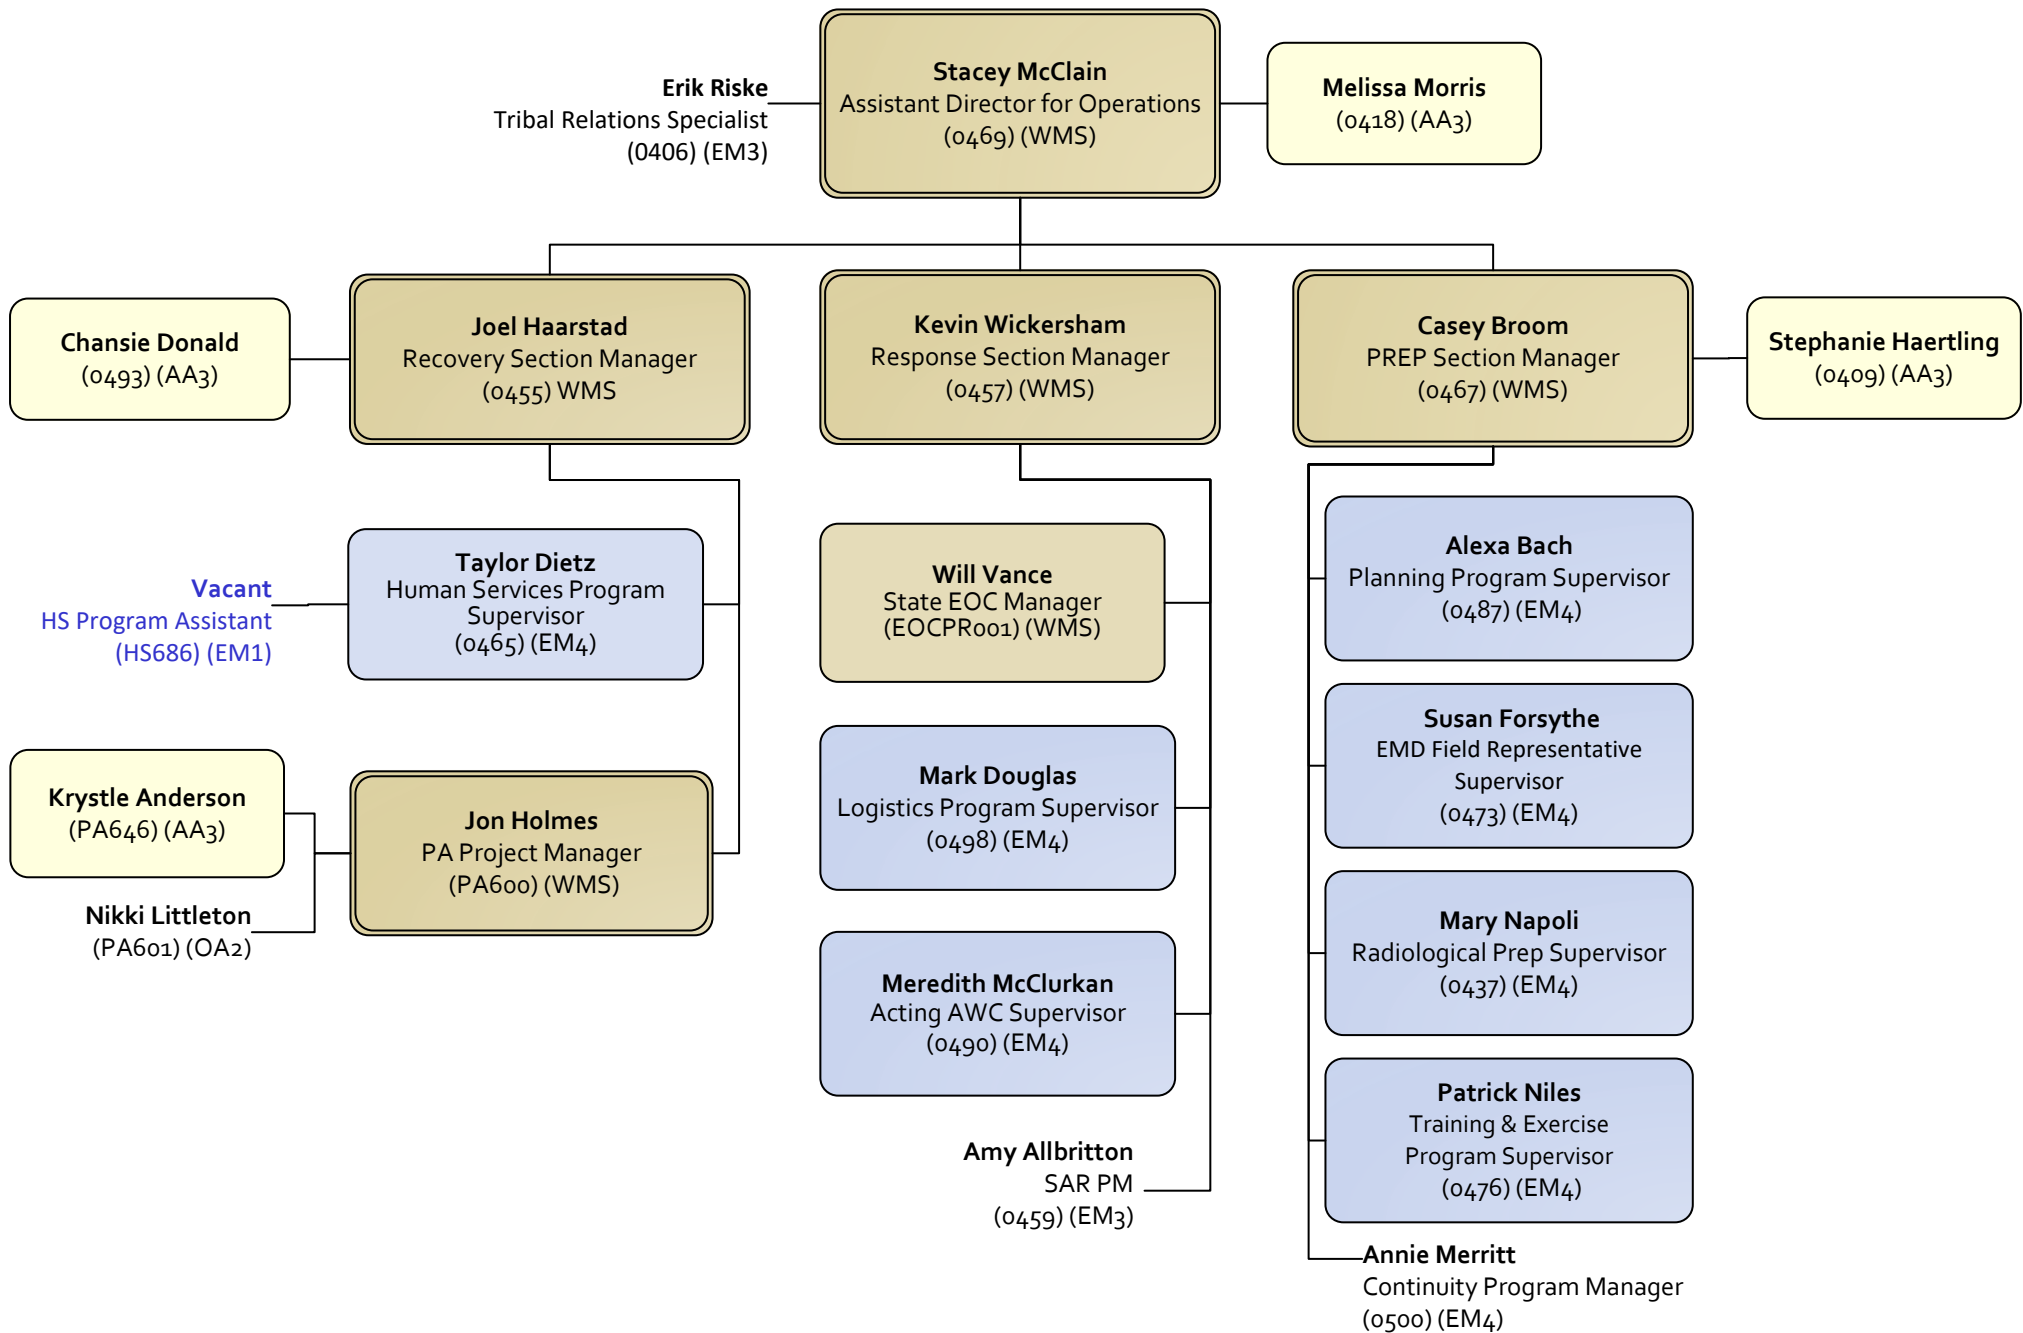 Stacey McClain
Assistant Director for Operations
(0469) (WMS)
Erik Riske
Tribal Relations Specialist
(0406) (EM3)
Melissa Morris
(0418) (AA3)
Chansie Donald
(0493) (AA3)
Joel Haarstad
Recovery Section Manager
(0455) WMS
Kevin Wickersham
Response Section Manager
(0457) (WMS)
Casey Broom
PREP Section Manager
(0467) (WMS)
Stephanie Haertling
(0409) (AA3)
Vacant
HS Program Assistant
(HS686) (EM1)
Taylor Dietz
Human Services Program
Supervisor
(0465) (EM4)
Krystle Anderson
(PA646) (AA3)
Nikki Littleton
(PA601) (OA2)
Jon Holmes
PA Project Manager
(PA600) (WMS)
Will Vance
State EOC Manager
(EOCPR001) (WMS)
Mark Douglas
Logistics Program Supervisor
(0498) (EM4)
Meredith McClurkan
Acting AWC Supervisor
(0490) (EM4)
Amy Allbritton
SAR PM
(0459) (EM3)
Alexa Bach
Planning Program Supervisor
(0487) (EM4)
Susan Forsythe
EMD Field Representative
Supervisor
(0473) (EM4)
Mary Napoli
Radiological Prep Supervisor
(0437) (EM4)
Patrick Niles
Training & Exercise
Program Supervisor
(0476) (EM4)
Annie Merritt
Continuity Program Manager
(0500) (EM4)